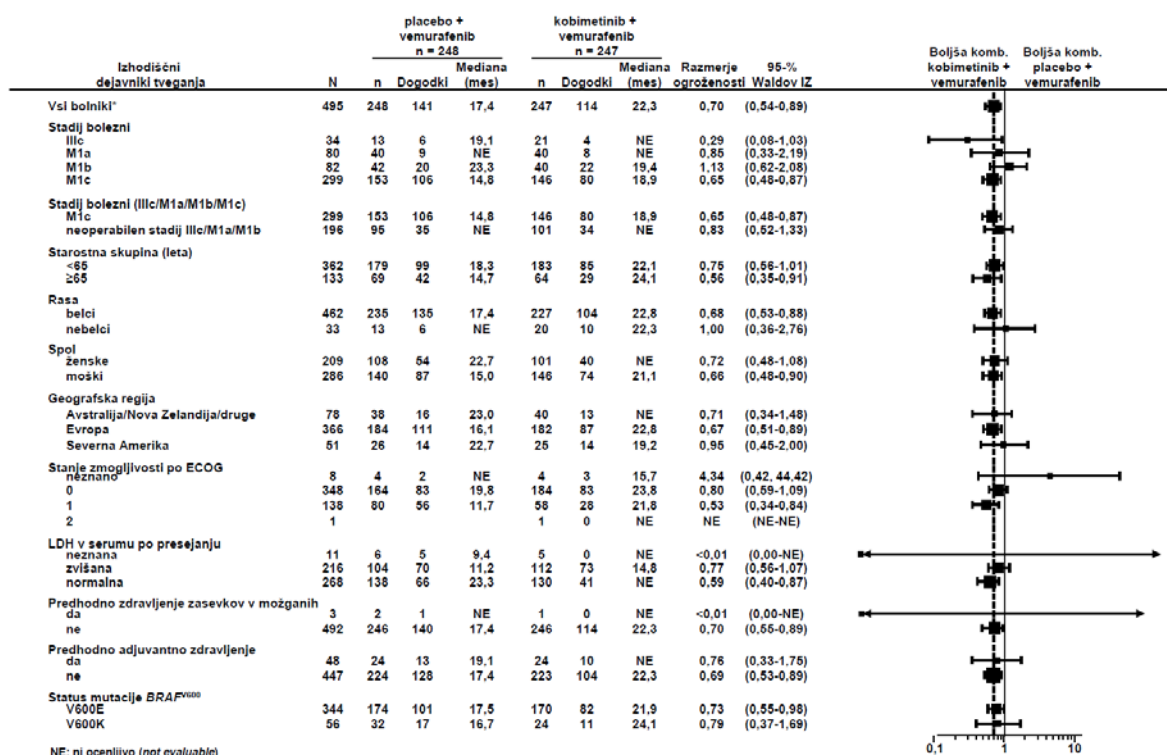 placebo + kobimetinib +
vemurafenib vemurafenib
n = 248 n = 247 Boljša komb. Boljša komb.
Izhodiščni Mediana Mediana Razmerje 95-% kobimetinib + placebo +
dejavniki tveganja N n Dogodki (mes) n Dogodki (mes) ogroženosti Waldov IZ vemurafenib vemurafenib
Vsi bolniki* 495 248 141 17,4 247 114 22,3 0,70 (0,54-0,89)
Stadij bolezni
IIIc 34 13 6 19,1 21 4 NE 0,29 (0,08-1,03)
M1a 80 40 9 NE 40 8 NE 0,85 (0,33-2,19)
M1b 82 42 20 23,3 40 22 19,4 1,13 (0,62-2,08)
M1c 299 153 106 14,8 146 80 18,9 0,65 (0,48-0,87)
Stadij bolezni (IIIc/M1a/M1b/M1c)
M1c 299 153 106 14,8 146 80 18,9 0,65 (0,48-0,87)
neoperabilen stadij IIIc/M1a/M1b 196 95 35 NE 101 34 NE 0,83 (0,52-1,33)
Starostna skupina (leta)
<65 362 179 99 18,3 183 85 22,1 0,75 (0,56-1,01)
≥65 133 69 42 14,7 64 29 24,1 0,56 (0,35-0,91)
Rasa
belci 462 235 135 17,4 227 104 22,8 0,68 (0,53-0,88)
nebelci 33 13 6 NE 20 10 22,3 1,00 (0,36-2,76)
Spol
ženske 209 108 54 22,7 101 40 NE 0,72 (0,48-1,08)
moški 286 140 87 15,0 146 74 21,1 0,66 (0,48-0,90)
Geografska regija
Avstralija/Nova Zelandija/druge 78 38 16 23,0 40 13 NE 0,71 (0,34-1,48)
Evropa 366 184 111 16,1 182 87 22,8 0,67 (0,51-0,89)
Severna Amerika 51 26 14 22,7 25 14 19,2 0,95 (0,45-2,00)
Stanje zmogljivosti po ECOG
neznano 8 4 2 NE 4 3 15,7 4,34 (0,42, 44,42)
0 348 164 83 19,8 184 83 23,8 0,80 (0,59-1,09)
1 138 80 56 11,7 58 28 21,8 0,53 (0,34-0,84)
2 1 1 0 NE NE (NE-NE)
LDH v serumu po presejanju
neznana 11 6 5 9,4 5 0 NE <0,01 (0,00-NE)
zvišana 216 104 70 11,2 112 73 14,8 0,77 (0,56-1,07)
normalna 268 138 66 23,3 130 41 NE 0,59 (0,40-0,87)
Predhodno zdravljenje zasevkov v možganih
da 3 2 1 NE 1 0 NE <0,01 (0,00-NE)
ne 492 246 140 17,4 246 114 22,3 0,70 (0,55-0,89)
Predhodno adjuvantno zdravljenje
da 48 24 13 19,1 24 10 NE 0,76 (0,33-1,75)
ne 447 224 128 17,4 223 104 22,3 0,69 (0,53-0,89)
Status mutacije BRAFV600
V600E 344 174 101 17,5 170 82 21,9 0,73 (0,55-0,98)
V600K 56 32 17 16,7 24 11 24,1 0,79 (0,37-1,69)
0,1 1 10
NE: ni ocenljivo (not evaluable)